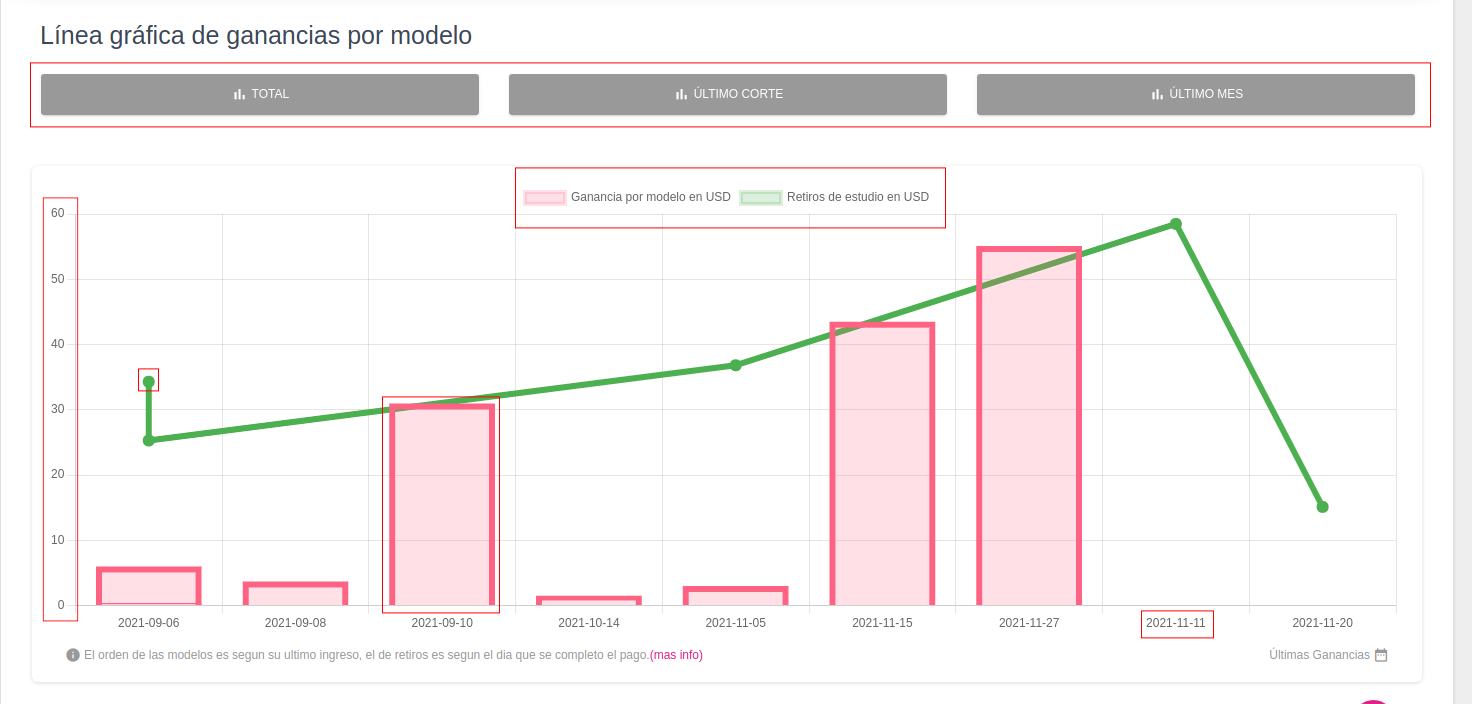 Línea gráfica de ganancias por modelo
TOTAL
ÚLTIMO CORTE
ÚLTIMO MES
Ganancia por modelo en USD
Retiros de estudio en USD
60
50
40
30
20
10
0
2021-09-06
2021-09-08
2021-09-10
2021-10-14
2021-11-05
2021-11-15
2021-11-27
2021-11-11
2021-11-20
El orden de las modelos es segun su ultimo ingreso, el de retiros es segun el dia que se completo el pago.(mas info)
Últimas Ganancias